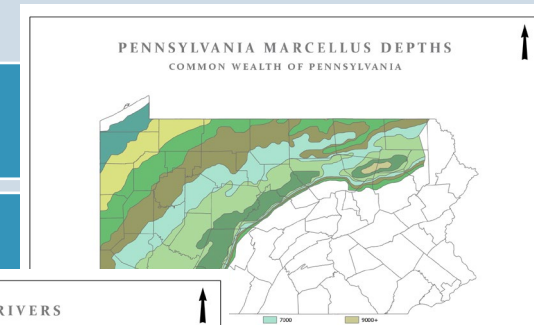 PENNSYLVANIA MARCELLUS DEPTHS
COMMON WEALTH OF PENNSYLVANIA
7000
9000+
RIVERS